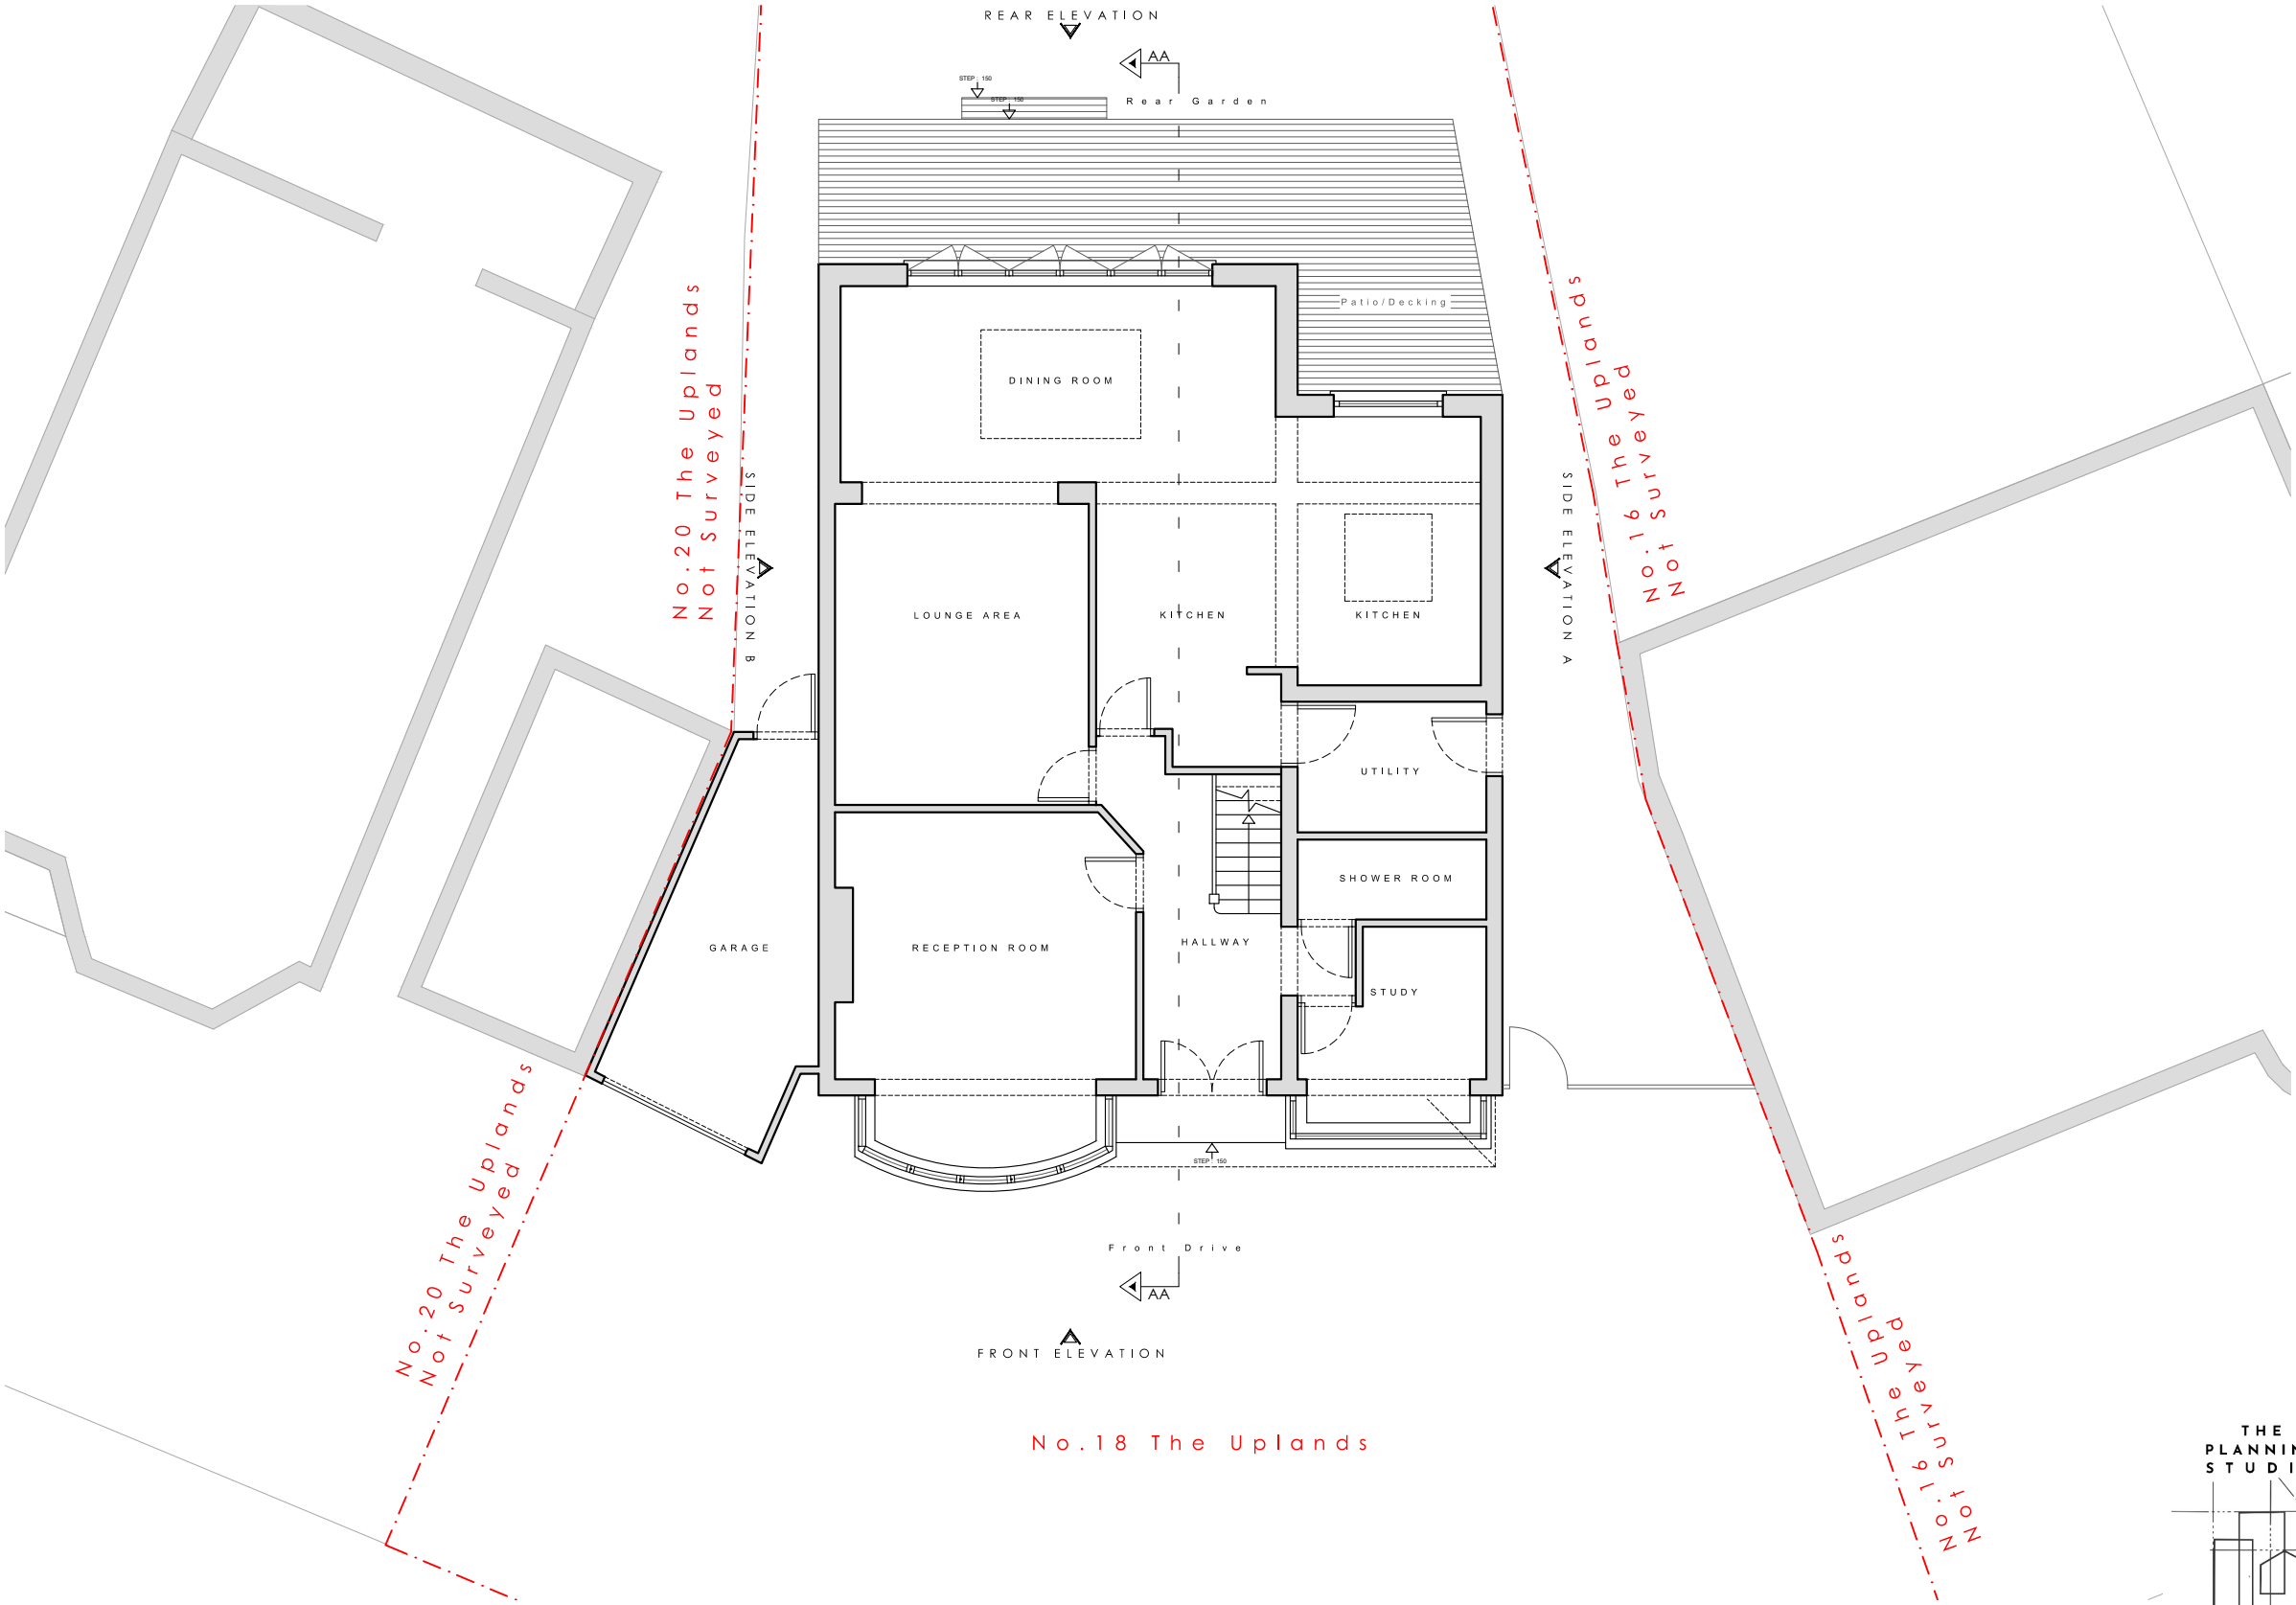 REAR ELEVATION
AA
STEP : 150
STEP : 150
Rear Garden
Patio/Decking
No.20 The Uplands
Not Surveyed
No.16 The Uplands
Not Surveyed
DINING ROOM
SIDE ELEVATION B
SIDE ELEVATION A
LOUNGE AREA
KITCHEN
KITCHEN
UTILITY
SHOWER ROOM
GARAGE
RECEPTION ROOM
HALLWAY
STUDY
STEP : 150
No.20 The Uplands
Not Surveyed
Front Drive
AA
FRONT ELEVATION
No.16 The Uplands
Not Surveyed
No.18 The Uplands
THE
PLANNIN
STUDI